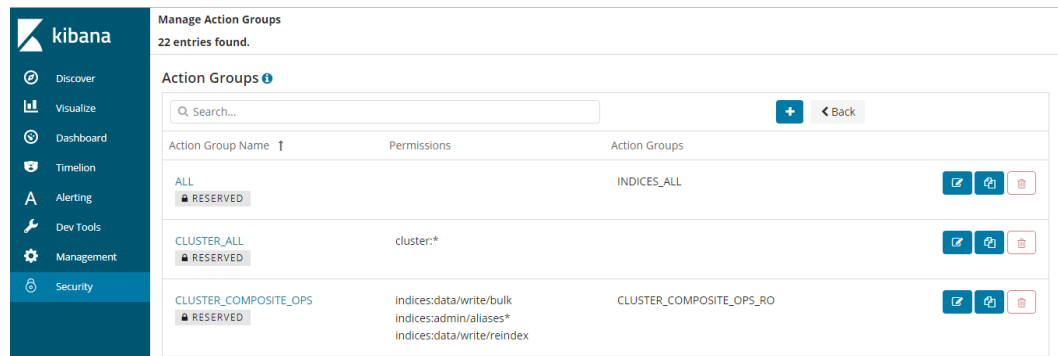 kibana
Discover
Visualize
Dashboard
Timelion
Alerting
Dev Tools
Management
Security
Manage Action Groups
22 entries found.
Action Groups
Search...
Back
Action Group Name Permissions Action Groups
ALL INDICES_ALL
RESERVED
CLUSTER_ALL cluster:*
RESERVED
CLUSTER_COMPOSITE_OPS indices:data/write/bulk CLUSTER_COMPOSITE_OPS_RO
RESERVED indices:admin/aliases*
indices:data/write/reindex